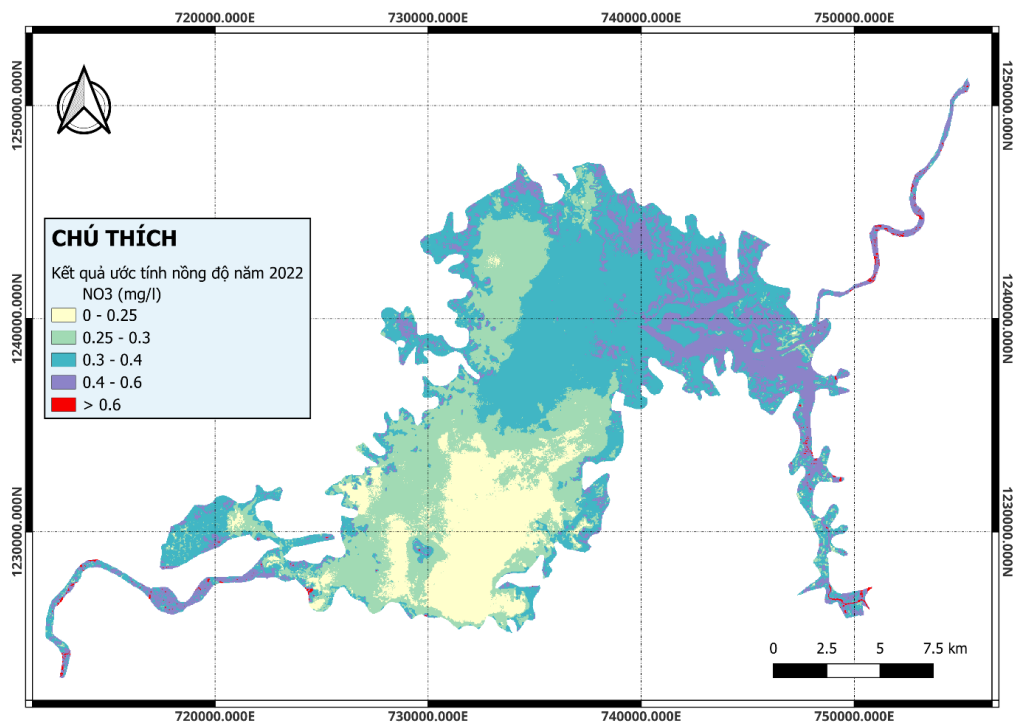 720000.000E 730000.000E 740000.000E 750000.000E
1250000.000N 1250000.000N
CHÚ THÍCH
Kết quả ước tính nồng độ năm 2022
NO3 (mg/l)
0 - 0.25
0.25 - 0.3
0.3 - 0.4
0.4 - 0.6
> 0.6
1240000.000N 1240000.000N
1230000.000N 1230000.000N
0 2.5 5 7.5 km
720000.000E 730000.000E 740000.000E 750000.000E